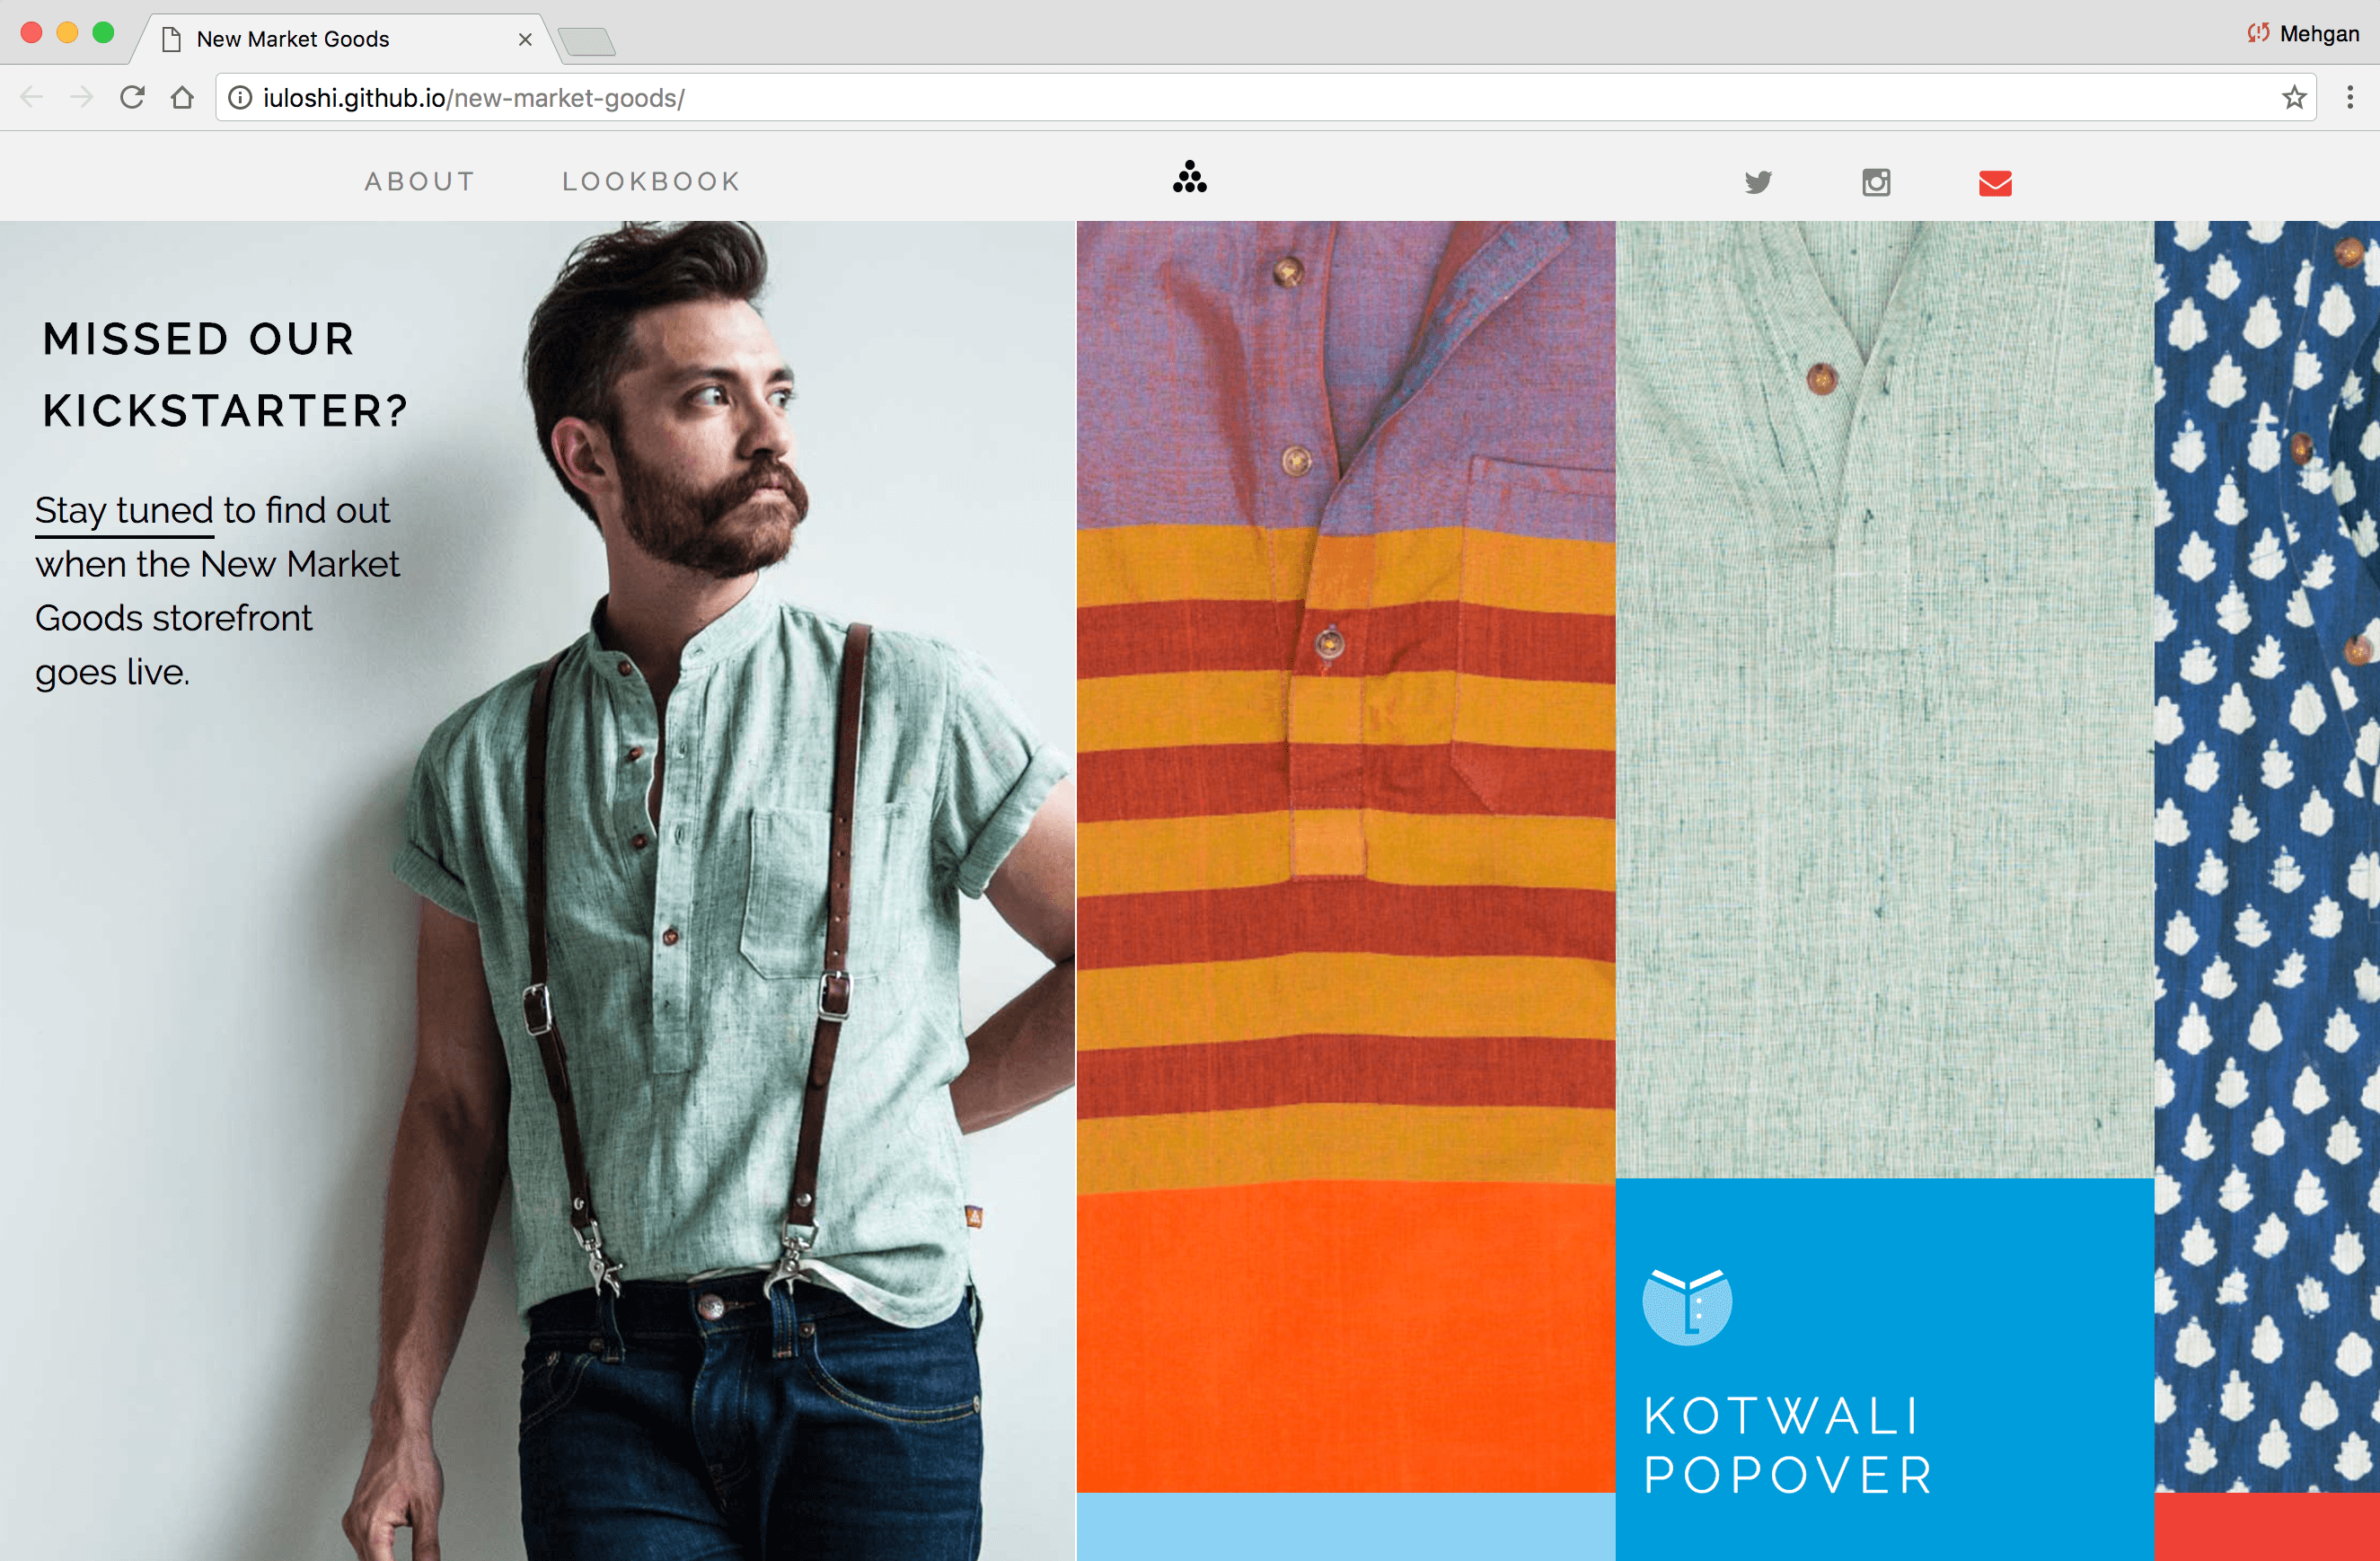 New Market Goods
Mehgan
iuloshi.github.io/new-market-goods/
ABOUT
LOOKBOOK
MISSED OUR
KICKSTARTER?
Stay tuned to find out
when the New Market
Goods storefront
goes live.
KOTWALI
POPOVER